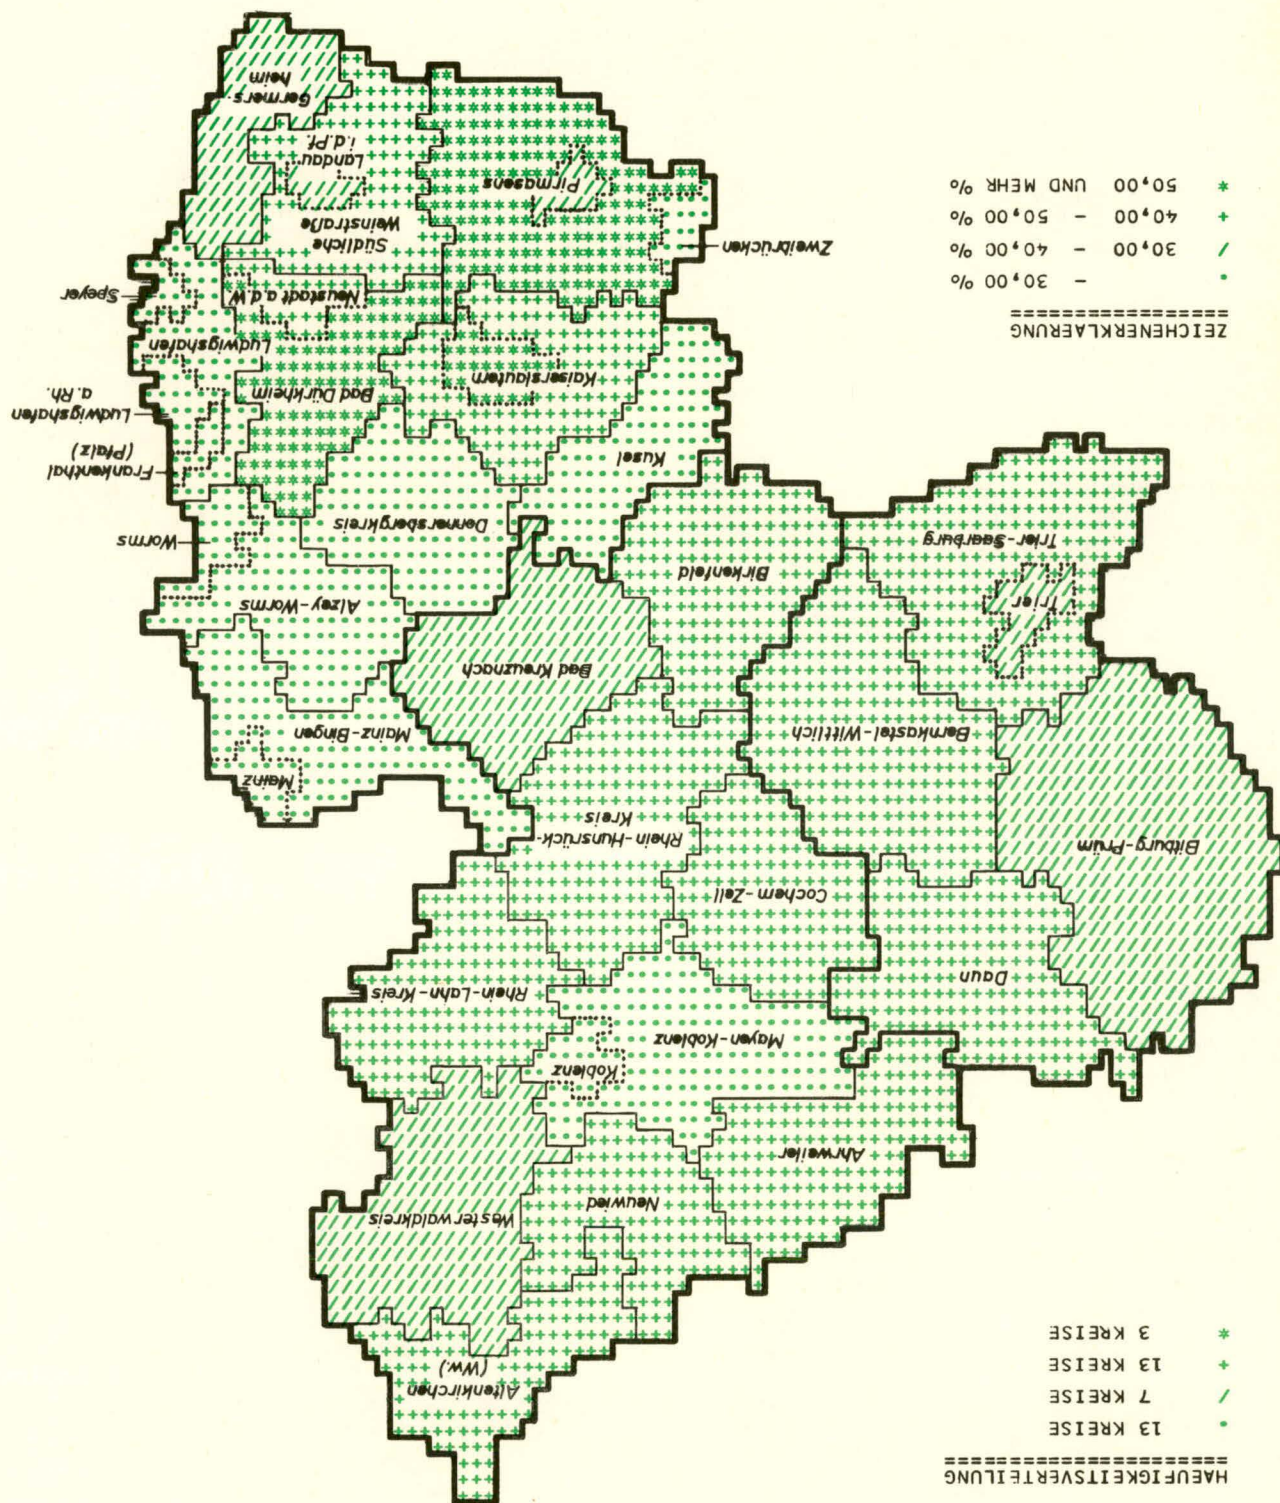 HAEUFIGKEITSVERTEILUNG
======================
• 13 KREISE
/ 7 KREISE
+ 13 KREISE
* 3 KREISE
Altenkirchen
(Ww.)
Westerwaldkreis
Neuwied
Ahrweiler
Koblenz
Mayen-Koblenz
Rhein-Lahn-Kreis
Daun
Cochem-Zell
Bitburg-Prüm
Rhein-Hunsrück-
Kreis
Mainz
Mainz-Bingen
Bernkastel-Wittlich
Bad Kreuznach
Alzey-Worms
Trier
Birkenfeld
Trier-Saarburg
Worms
Donnersbergkreis
Kusel
Frankenthal
(Pfalz)
Ludwigshafen
a. Rh.
Bad Dürkheim
Kaiserslautern
Ludwigshafen
Speyer
Neustadt a.d.W
Zweibrücken
Südliche
Weinstraße
Pirmasens
Landau
i.d.Pf.
Germers-
heim
ZEICHENERKLAERUNG
=================
• - 30,00 %
/ 30,00 - 40,00 %
+ 40,00 - 50,00 %
* 50,00 UND MEHR %